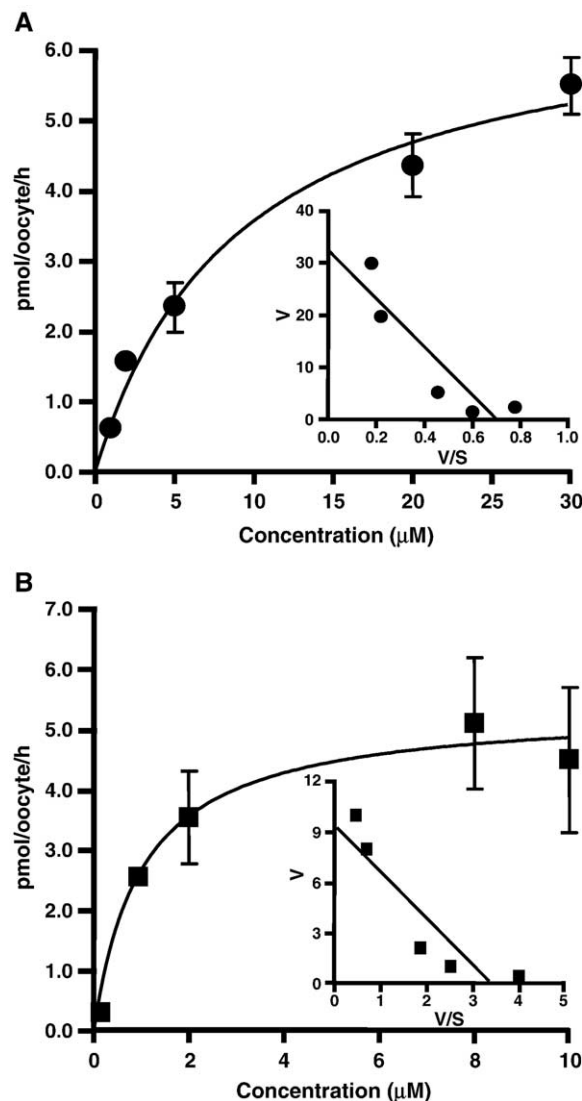 A
6.0
5.0
4.0
3.0
2.0
1.0
0.0
pmol/oocyte/h
0 5 10 15 20 25 30
Concentration (μM)
40
30
20
10
0
V
0.0 0.2 0.4 0.6 0.8 1.0
V/S
B
7.0
6.0
5.0
4.0
3.0
2.0
1.0
0.0
pmol/oocyte/h
0 2 4 6 8 10
Concentration (μM)
12
9
6
3
0
V
0 1 2 3 4 5
V/S